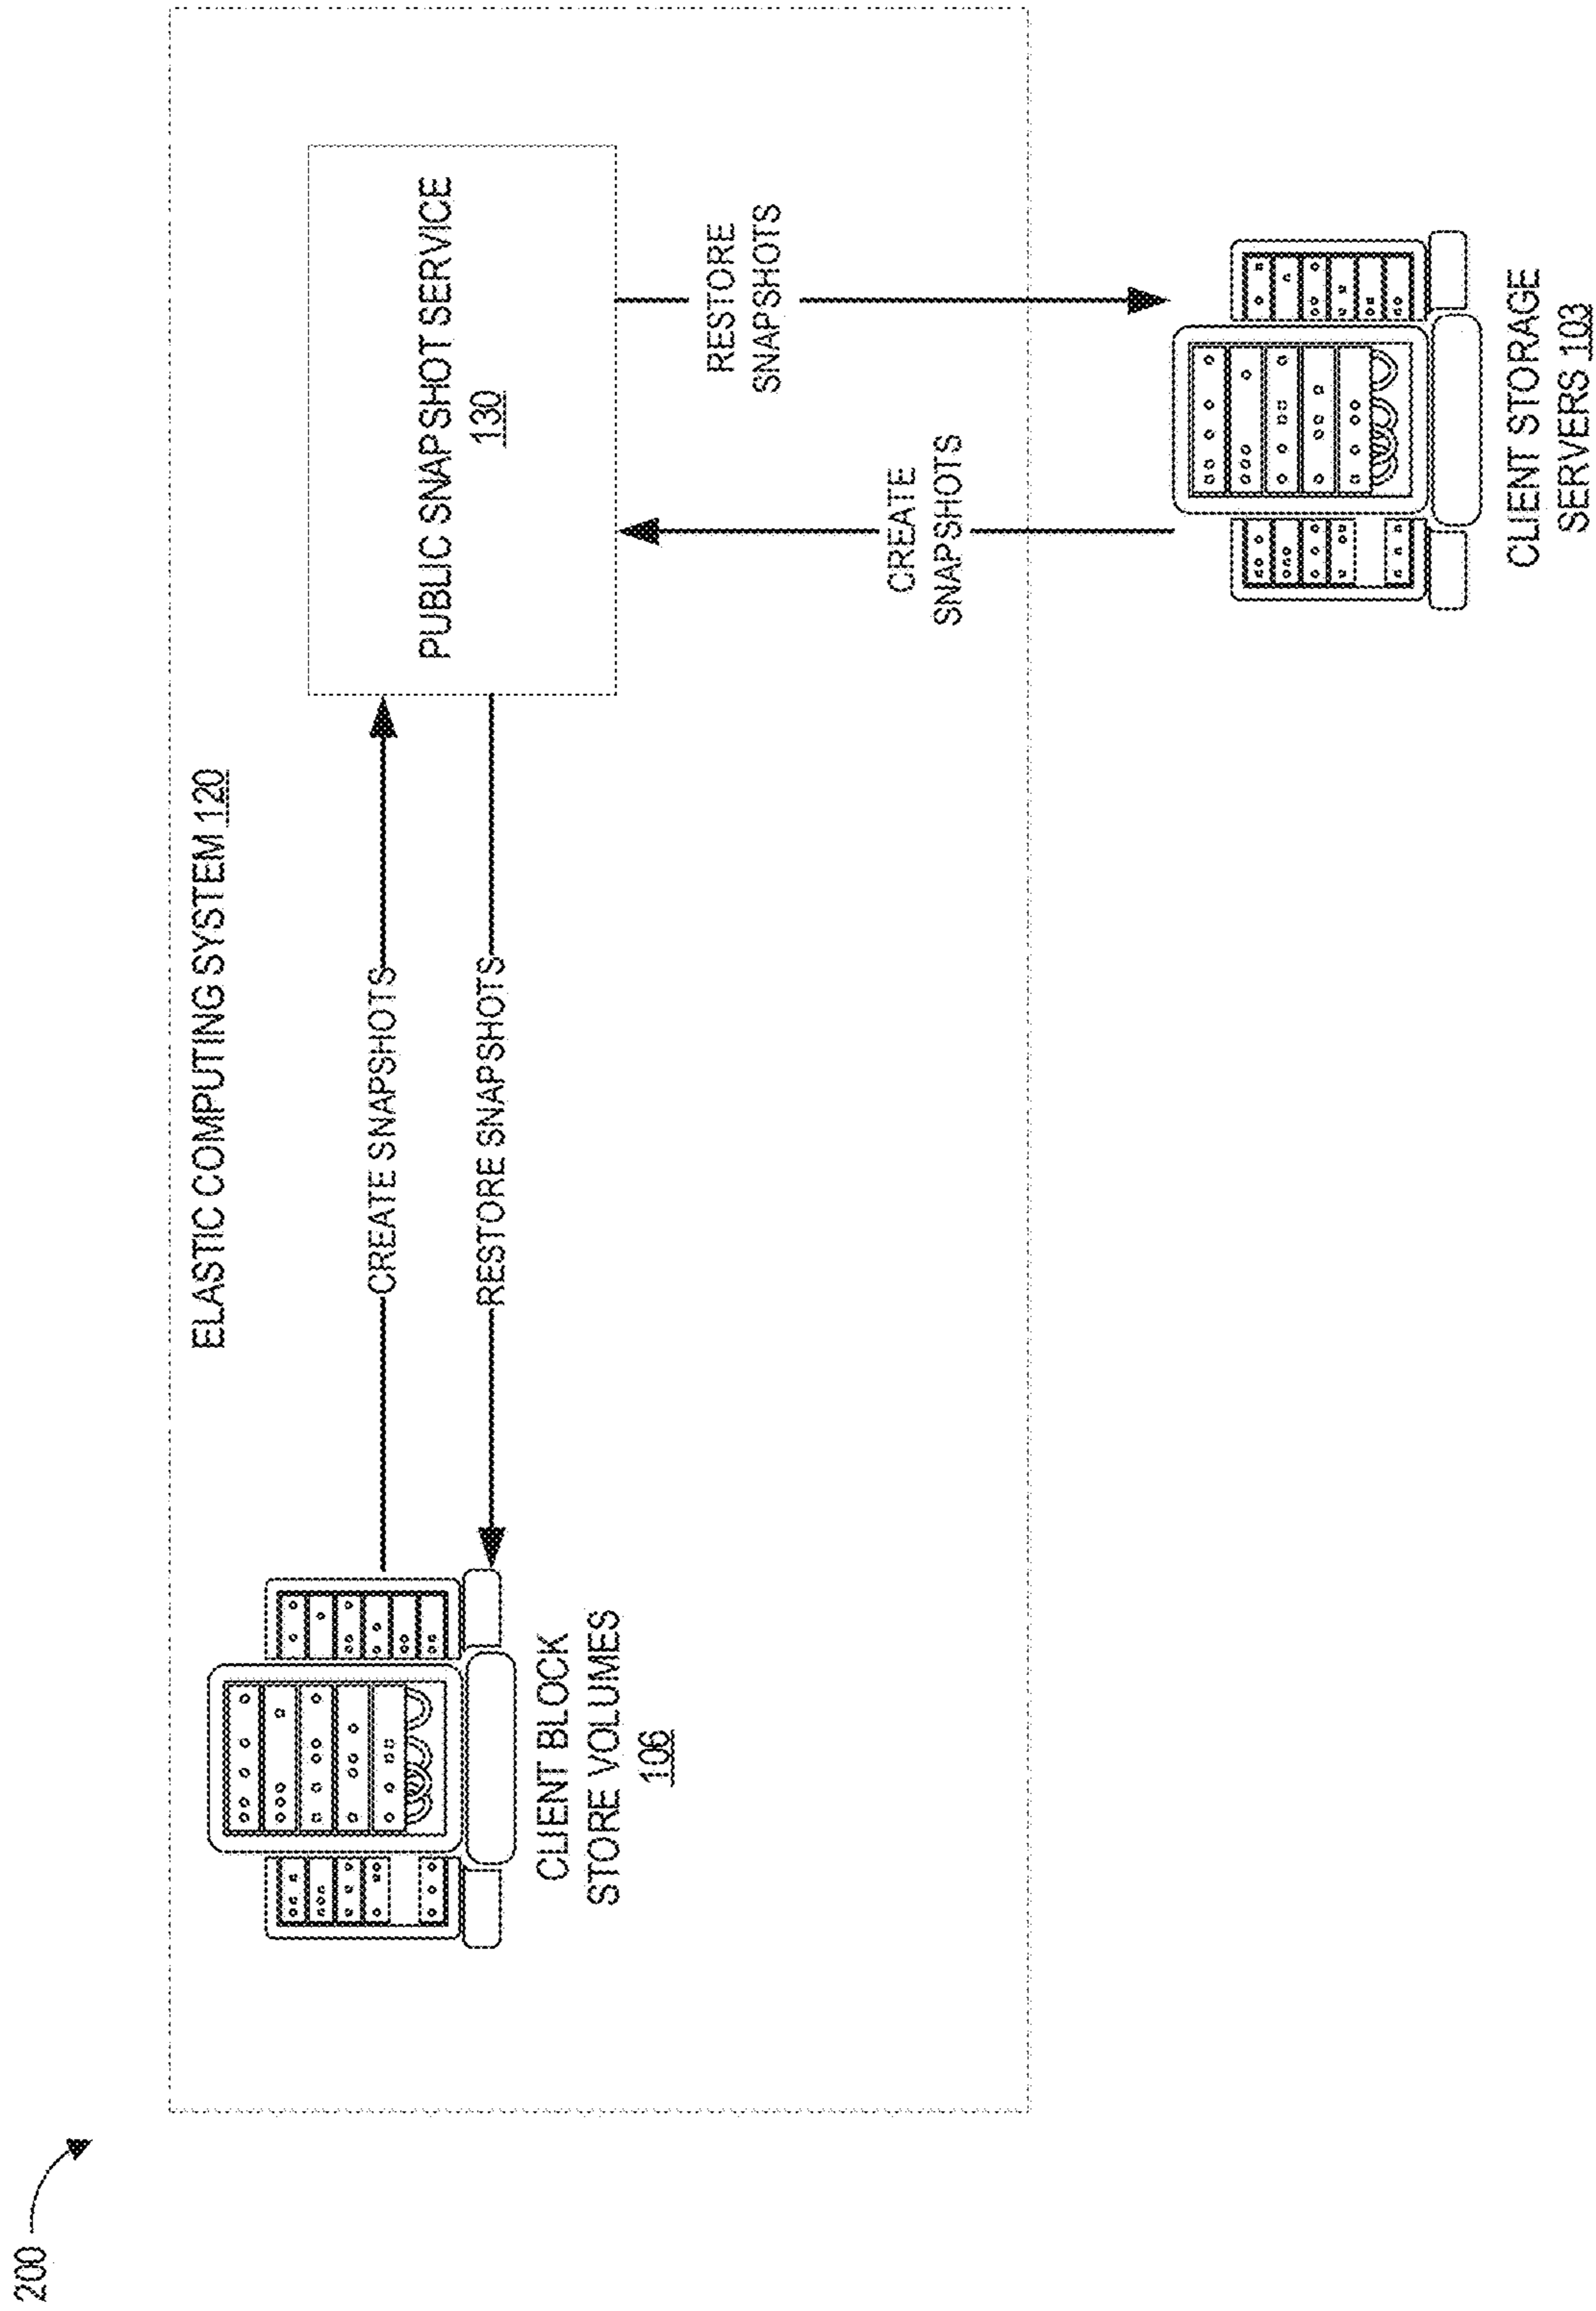 200
ELASTIC COMPUTING SYSTEM 120
CLIENT BLOCK
STORE VOLUMES
106
CREATE SNAPSHOTS
RESTORE SNAPSHOTS
PUBLIC SNAPSHOT SERVICE
130
CREATE
SNAPSHOTS
RESTORE
SNAPSHOTS
CLIENT STORAGE
SERVERS 103